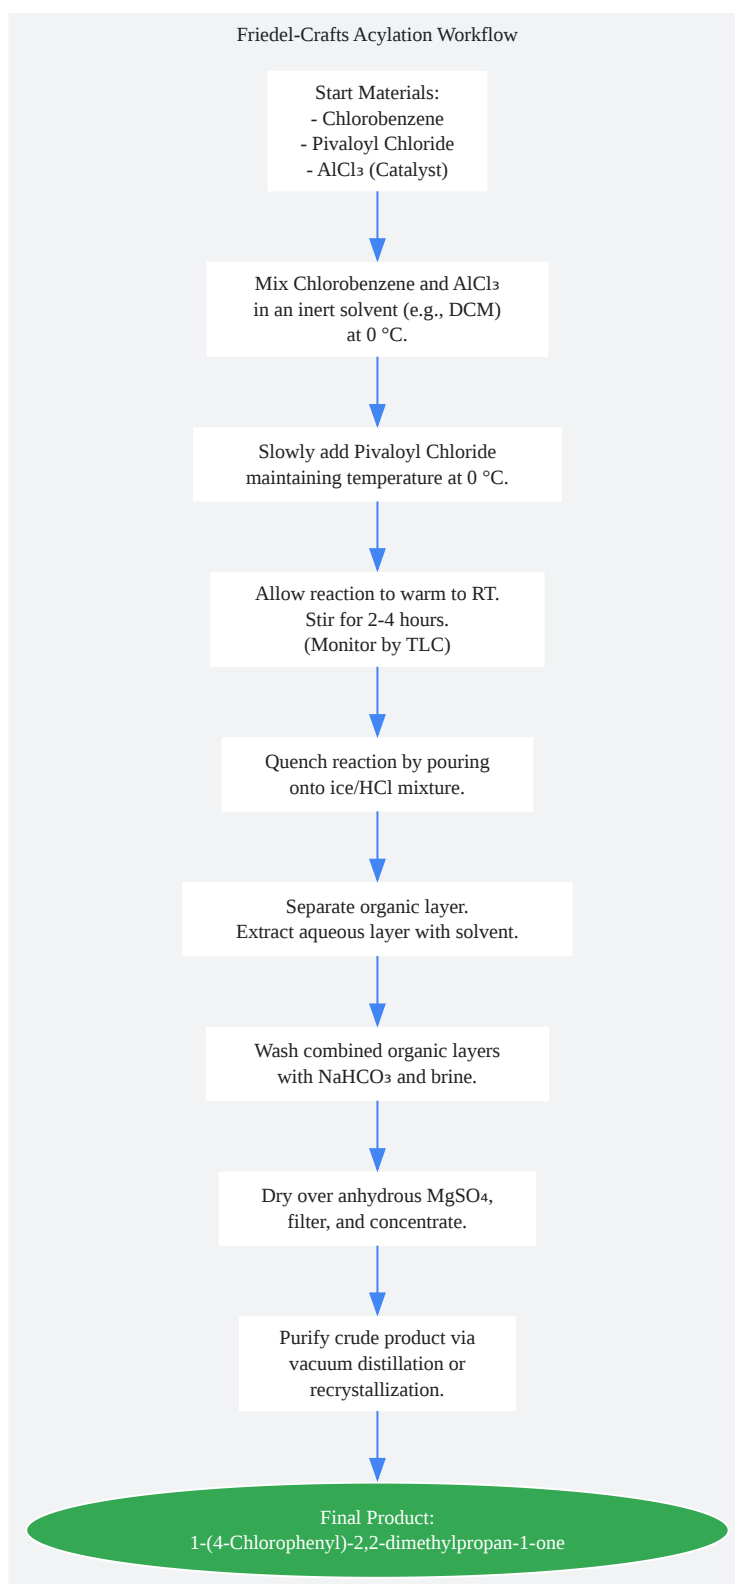 Friedel-Crafts Acylation Workflow
Start Materials:
- Chlorobenzene
- Pivaloyl Chloride
- AlCl₃ (Catalyst)
Mix Chlorobenzene and AlCl₃
in an inert solvent (e.g., DCM)
at 0 °C.
Slowly add Pivaloyl Chloride
maintaining temperature at 0 °C.
Allow reaction to warm to RT.
Stir for 2-4 hours.
(Monitor by TLC)
Quench reaction by pouring
onto ice/HCl mixture.
Separate organic layer.
Extract aqueous layer with solvent.
Wash combined organic layers
with NaHCO₃ and brine.
Dry over anhydrous MgSO₄,
filter, and concentrate.
Purify crude product via
vacuum distillation or
recrystallization.
Final Product:
1-(4-Chlorophenyl)-2,2-dimethylpropan-1-one